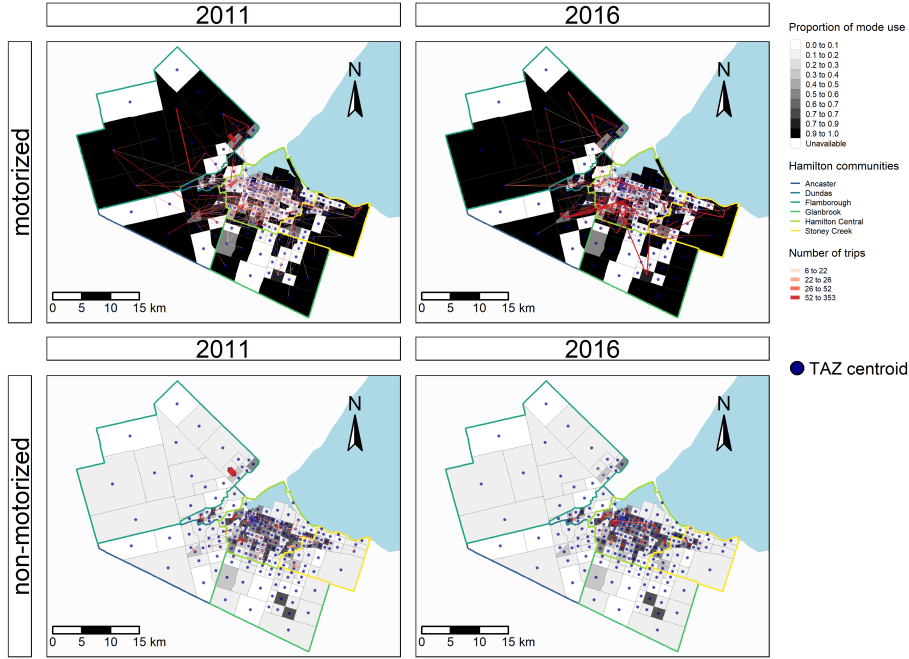 2011
2016
motorized
N
0 5 10 15 km
N
0 5 10 15 km
Proportion of mode use
0.0 to 0.1
0.1 to 0.2
0.2 to 0.3
0.3 to 0.4
0.4 to 0.5
0.5 to 0.6
0.6 to 0.7
0.7 to 0.7
0.7 to 0.9
0.9 to 1.0
Unavailable
Hamilton communities
Ancaster
Dundas
Flamborough
Glanbrook
Hamilton Central
Stoney Creek
Number of trips
6 to 22
22 to 26
26 to 52
52 to 353
2011
2016
non-motorized
N
0 5 10 15 km
N
0 5 10 15 km
TAZ centroid